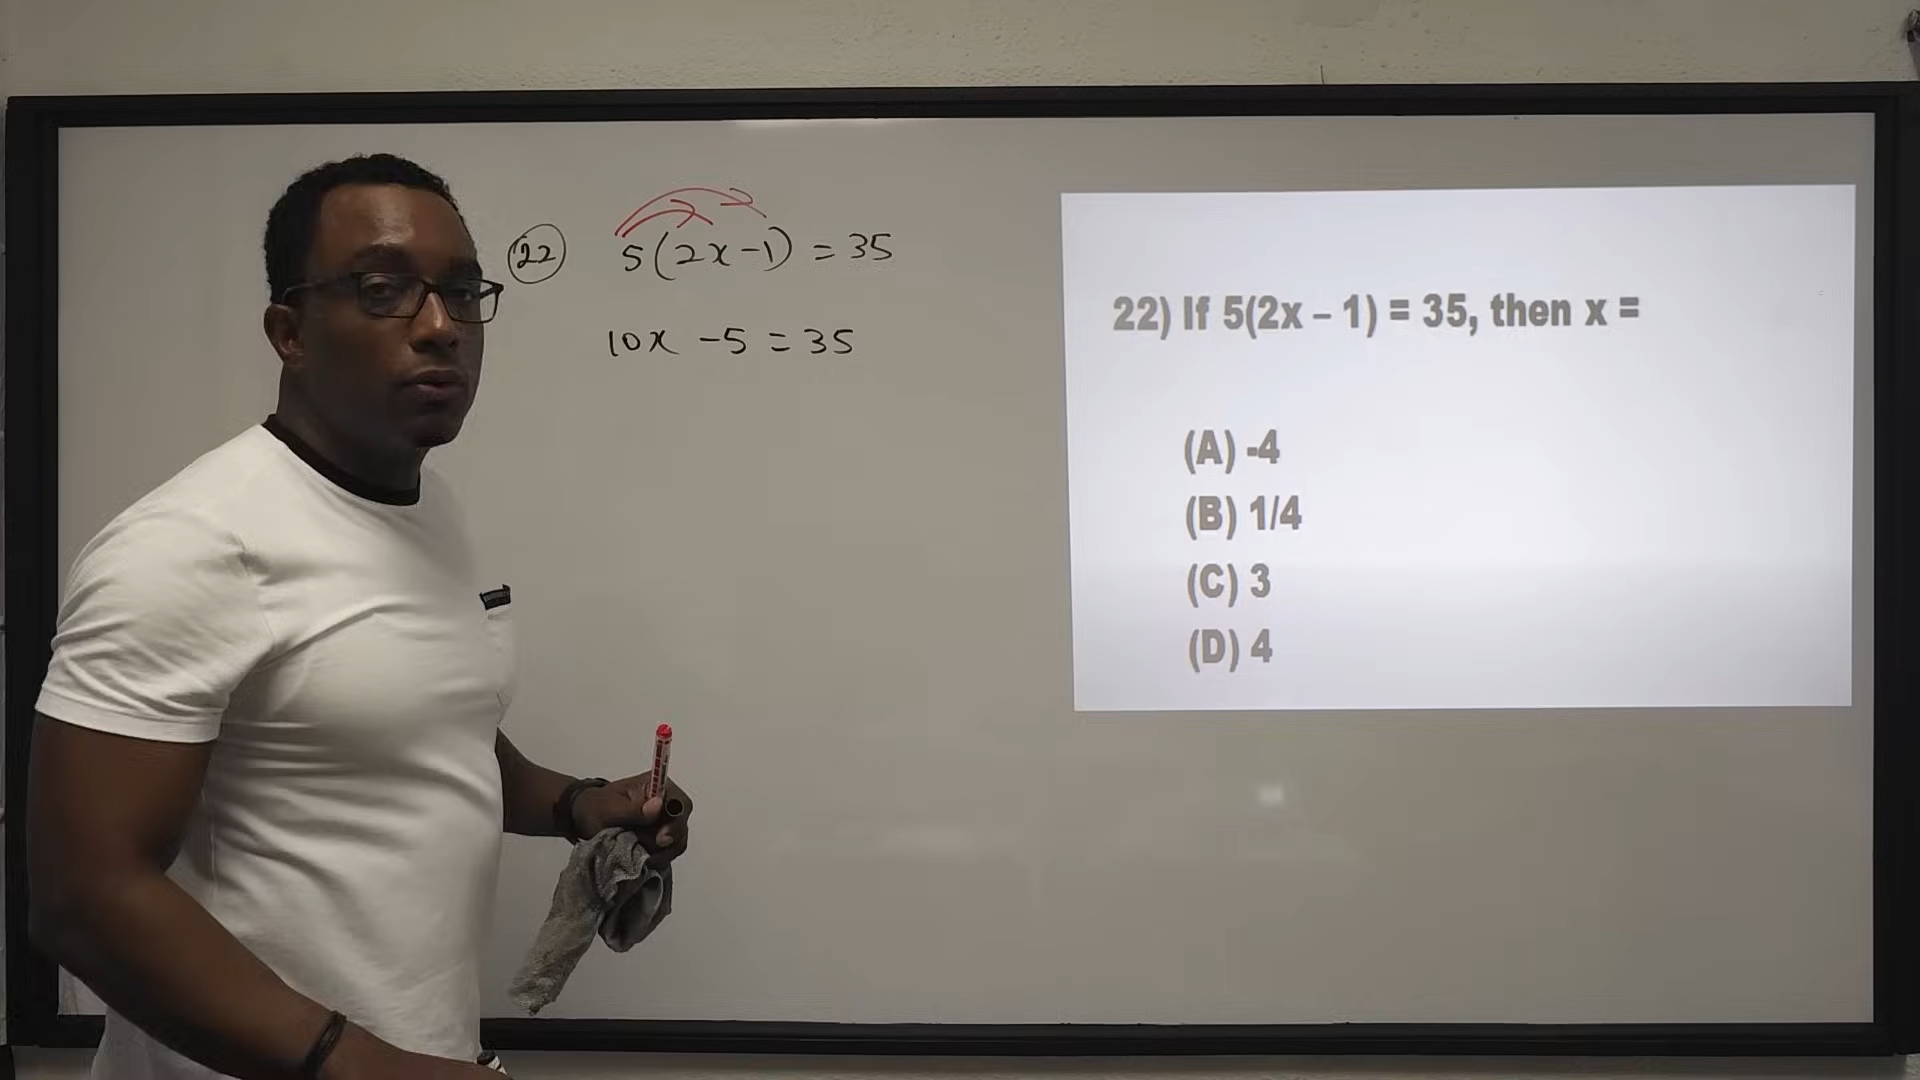 22 5(2x-1) = 35
10x -5 = 35
22) If 5(2x – 1) = 35, then x =
(A) -4
(B) 1/4
(C) 3
(D) 4